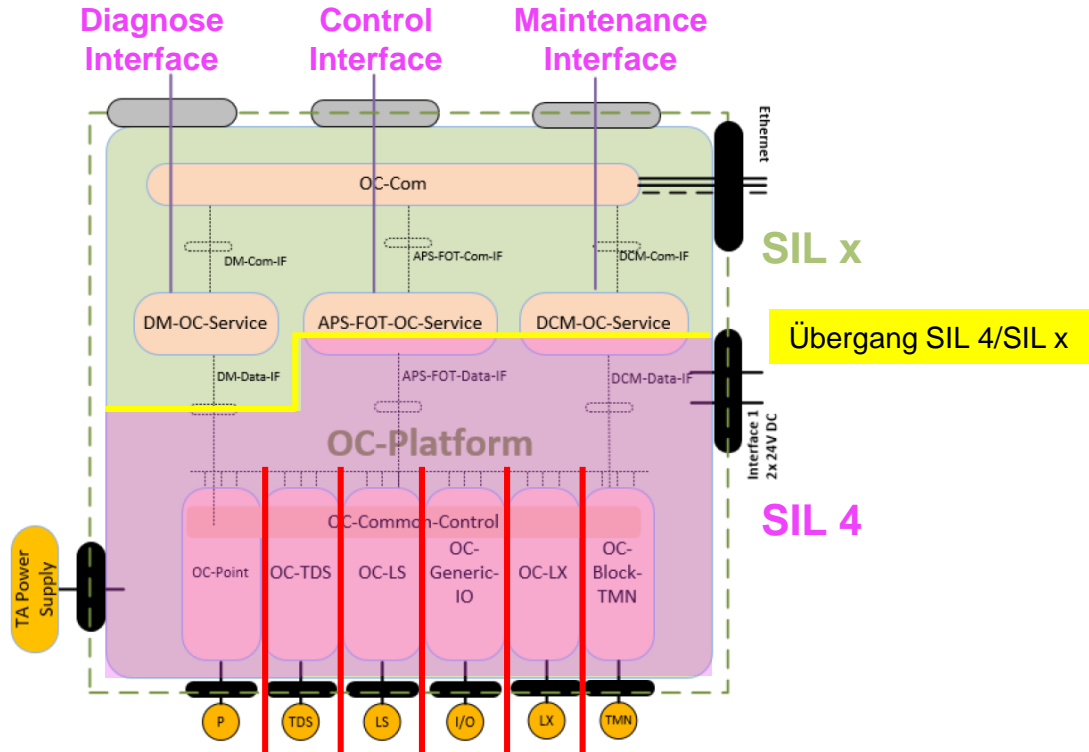 Diagnose
Interface
Control
Interface
Maintenance
Interface
Ethernet
OC-Com
DM-Com-IF
APS-FOT-Com-IF
DCM-Com-IF
SIL x
DM-OC-Service
APS-FOT-OC-Service
DCM-OC-Service
Übergang SIL 4/SIL x
DM-Data-IF
APS-FOT-Data-IF
DCM-Data-IF
OC-Platform
Interface 1
2x 24V DC
SIL 4
OC-Common-Control
TA Power
Supply
OC-Point
OC-TDS
OC-LS
OC-
Generic-
IO
OC-LX
OC-
Block-
TMN
P
TDS
LS
I/O
LX
TMN